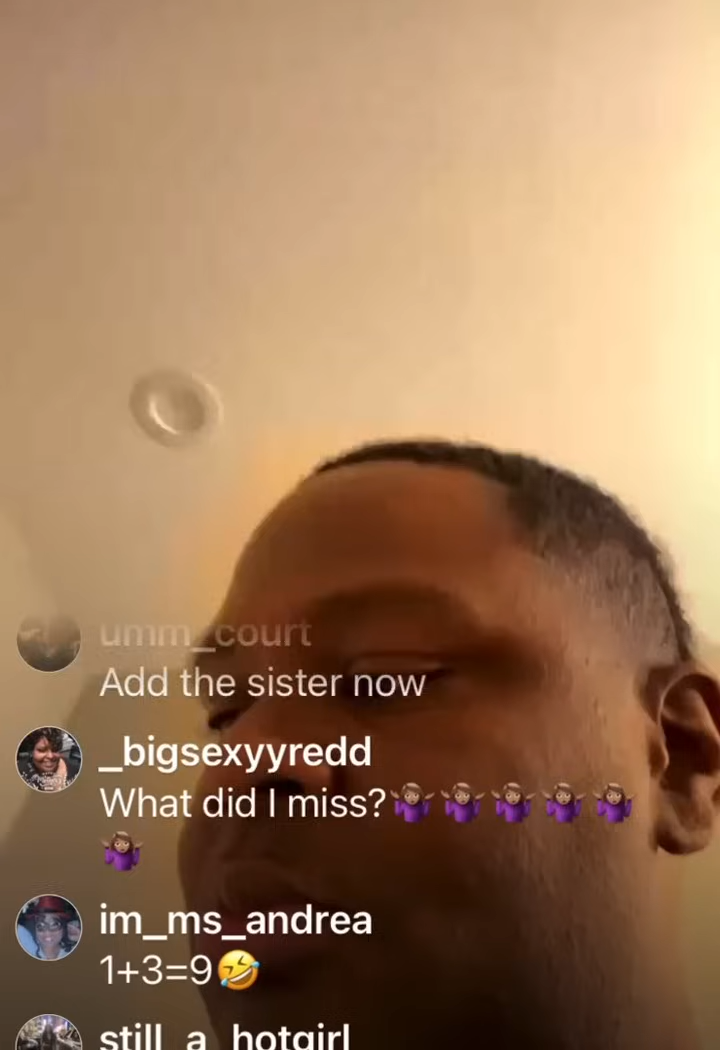 umm_court
Add the sister now
_bigsexyyredd
What did I miss?🤷🏽‍♀️🤷🏽‍♀️🤷🏽‍♀️🤷🏽‍♀️🤷🏽‍♀️
🤷🏽‍♀️
im_ms_andrea
1+3=9🤣
still_a_hotgirl